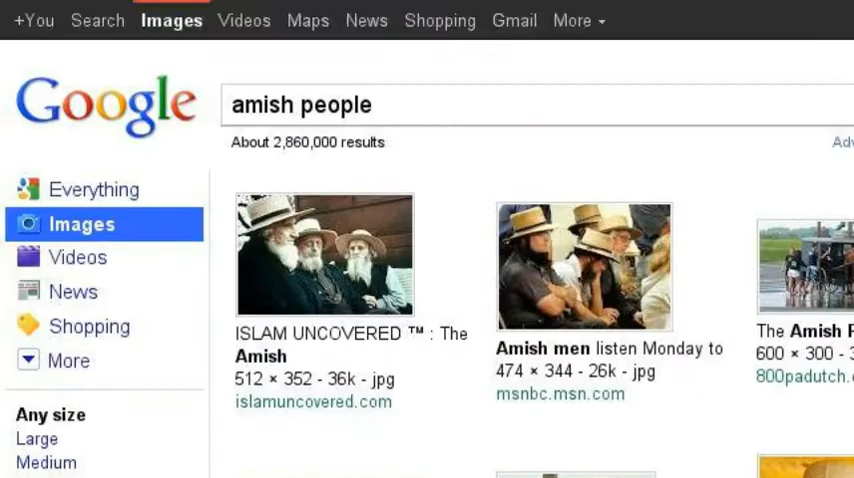 +You Search Images Videos Maps News Shopping Gmail More
Google
amish people
About 2,860,000 results
Everything
Images
Videos
News
Shopping
More
Any size
Large
Medium
ISLAM UNCOVERED ™ : The
Amish
512 × 352 - 36k - jpg
islamuncovered.com
Amish men listen Monday to
474 × 344 - 26k - jpg
msnbc.msn.com
The Amish
600 × 300 -
800padutch.